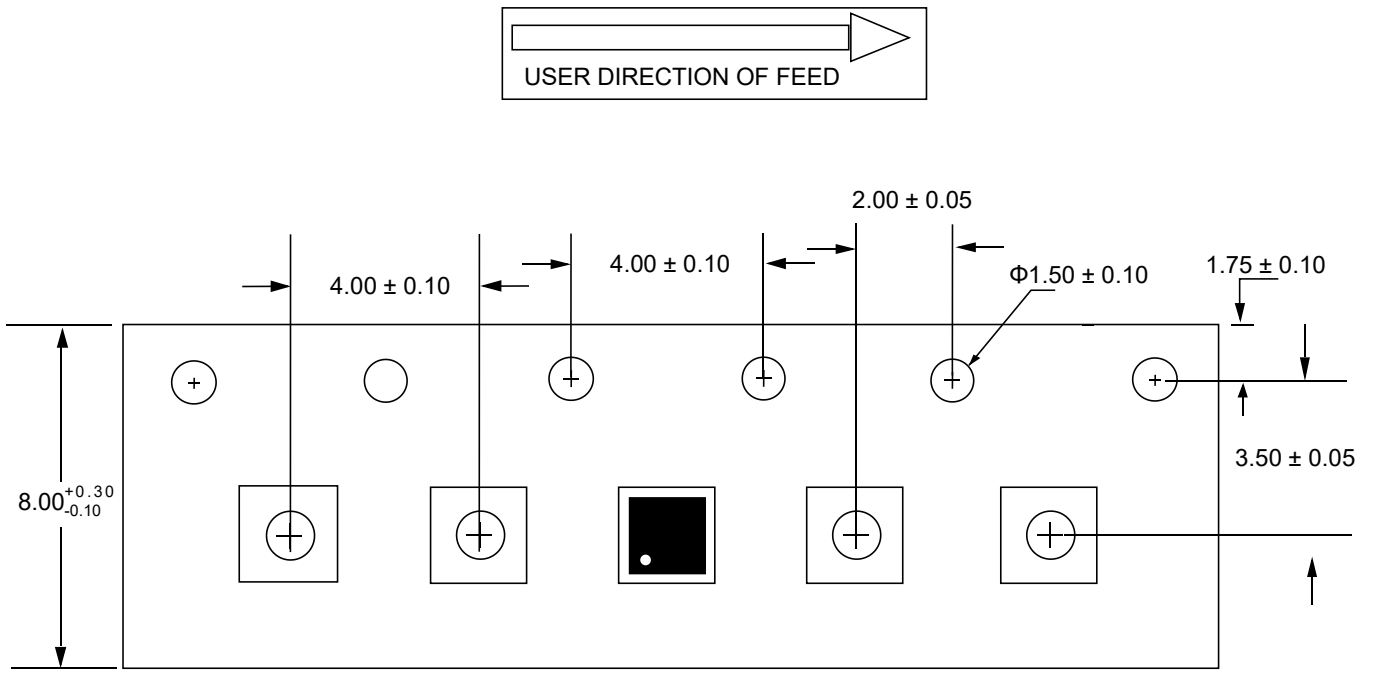 USER DIRECTION OF FEED
2.00 ± 0.05
4.00 ± 0.10
4.00 ± 0.10
Φ1.50 ± 0.10
1.75 ± 0.10
3.50 ± 0.05
8.00 +0.30 -0.10